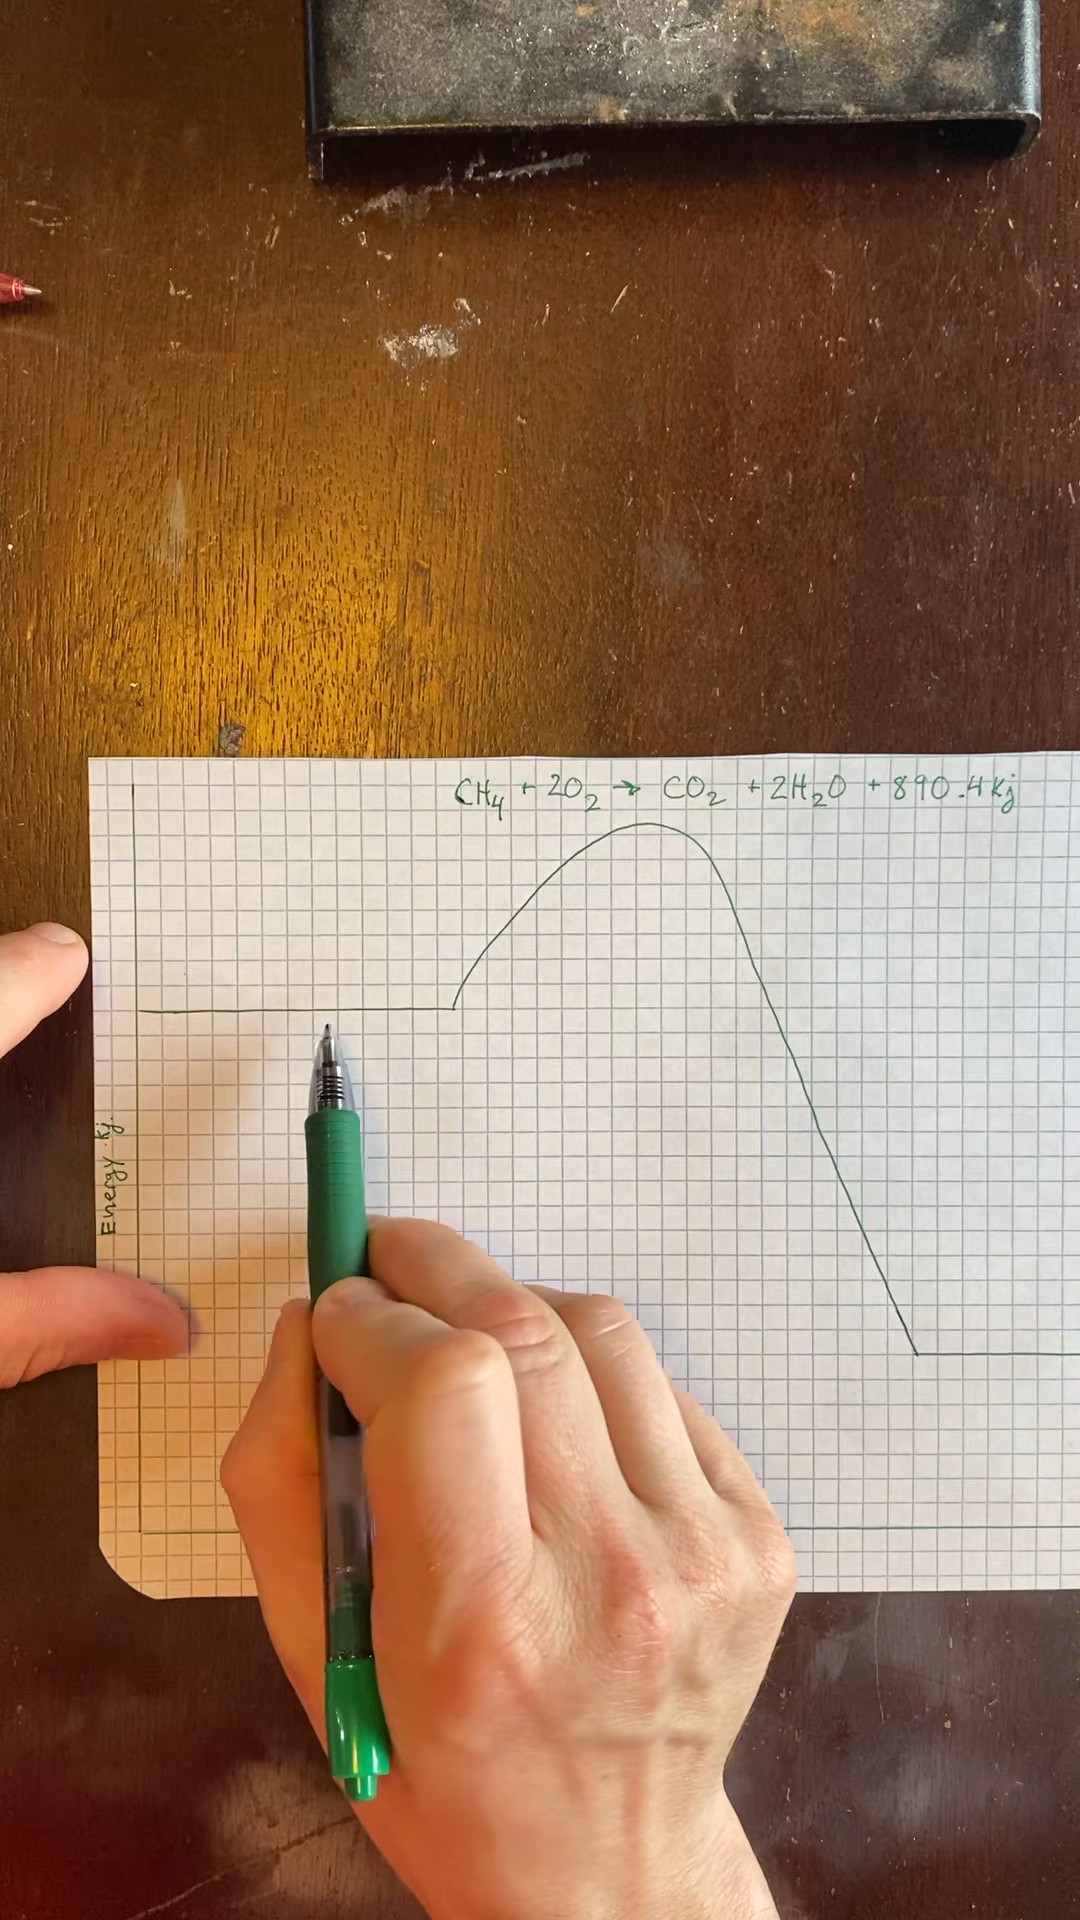 CH₄ + 2O₂ → CO₂ + 2H₂O + 890.4 kj
Energy kj.